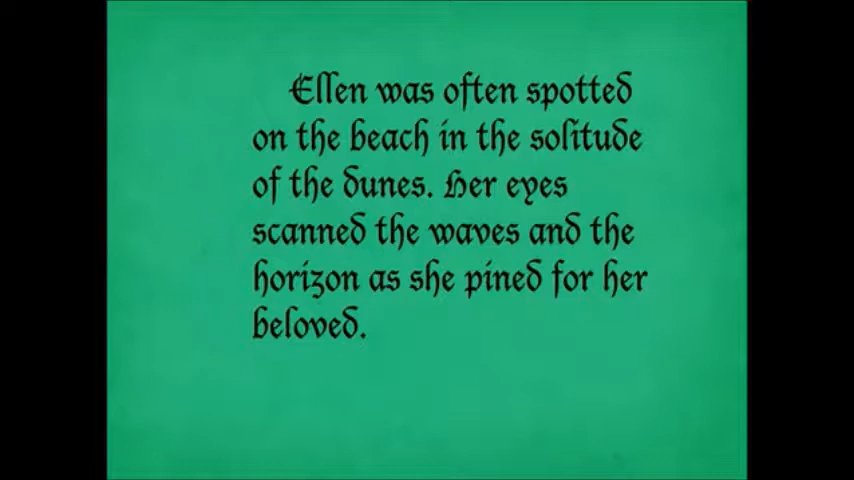 Ellen was often spotted
on the beach in the solitude
of the dunes. Her eyes
scanned the waves and the
horizon as she pined for her
beloved.